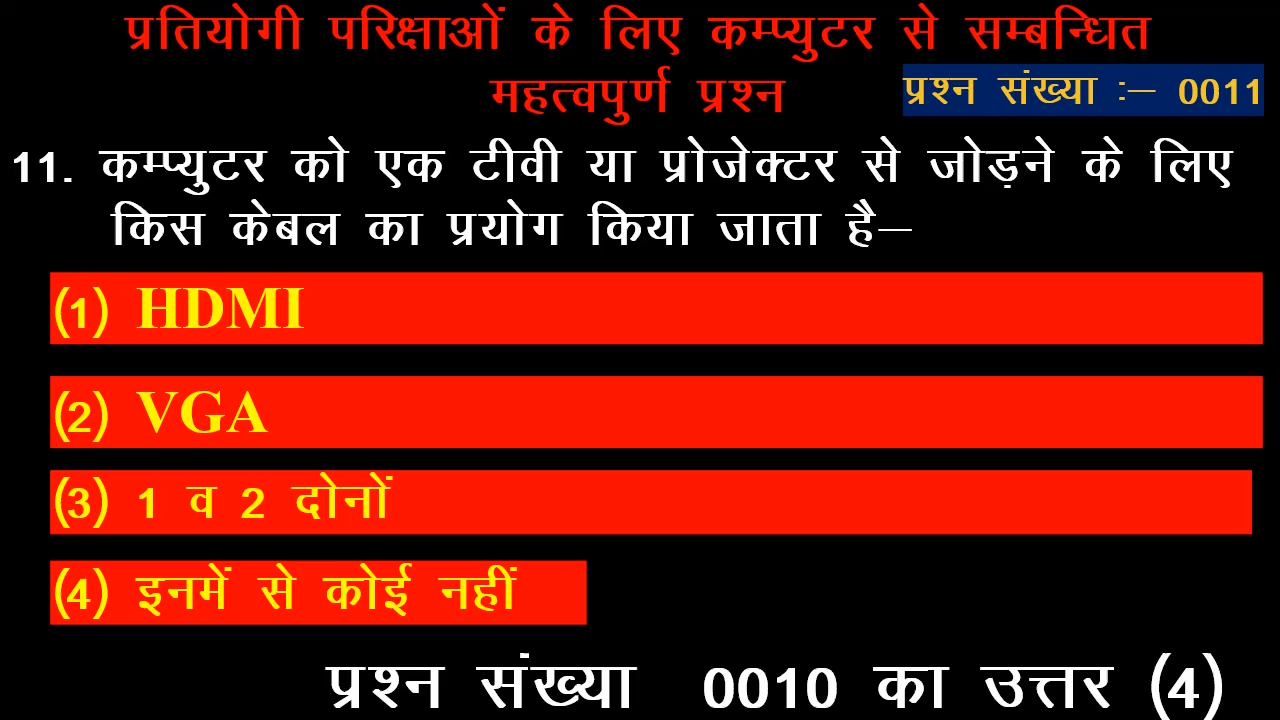 प्रतियोगी परिक्षाओं के लिए कम्प्युटर से सम्बन्धित
महत्वपुर्ण प्रश्न
प्रश्न संख्या :– 0011
11. कम्प्युटर को एक टीवी या प्रोजेक्टर से जोड़ने के लिए
किस केबल का प्रयोग किया जाता है–
(1) HDMI
(2) VGA
(3) 1 व 2 दोनों
(4) इनमें से कोई नहीं
प्रश्न संख्या 0010 का उत्तर (4)